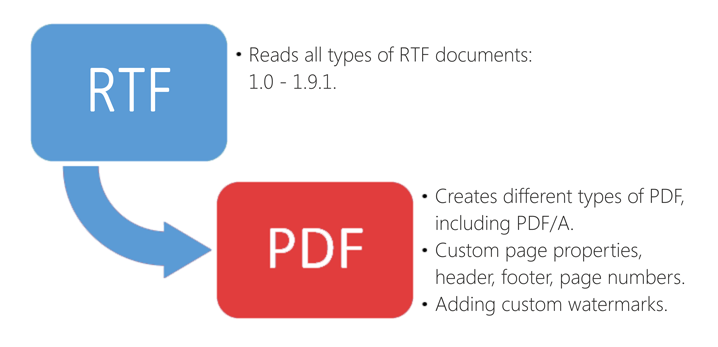 RTF
• Reads all types of RTF documents:
1.0 - 1.9.1.
PDF
• Creates different types of PDF,
including PDF/A.
• Custom page properties,
header, footer, page numbers.
• Adding custom watermarks.